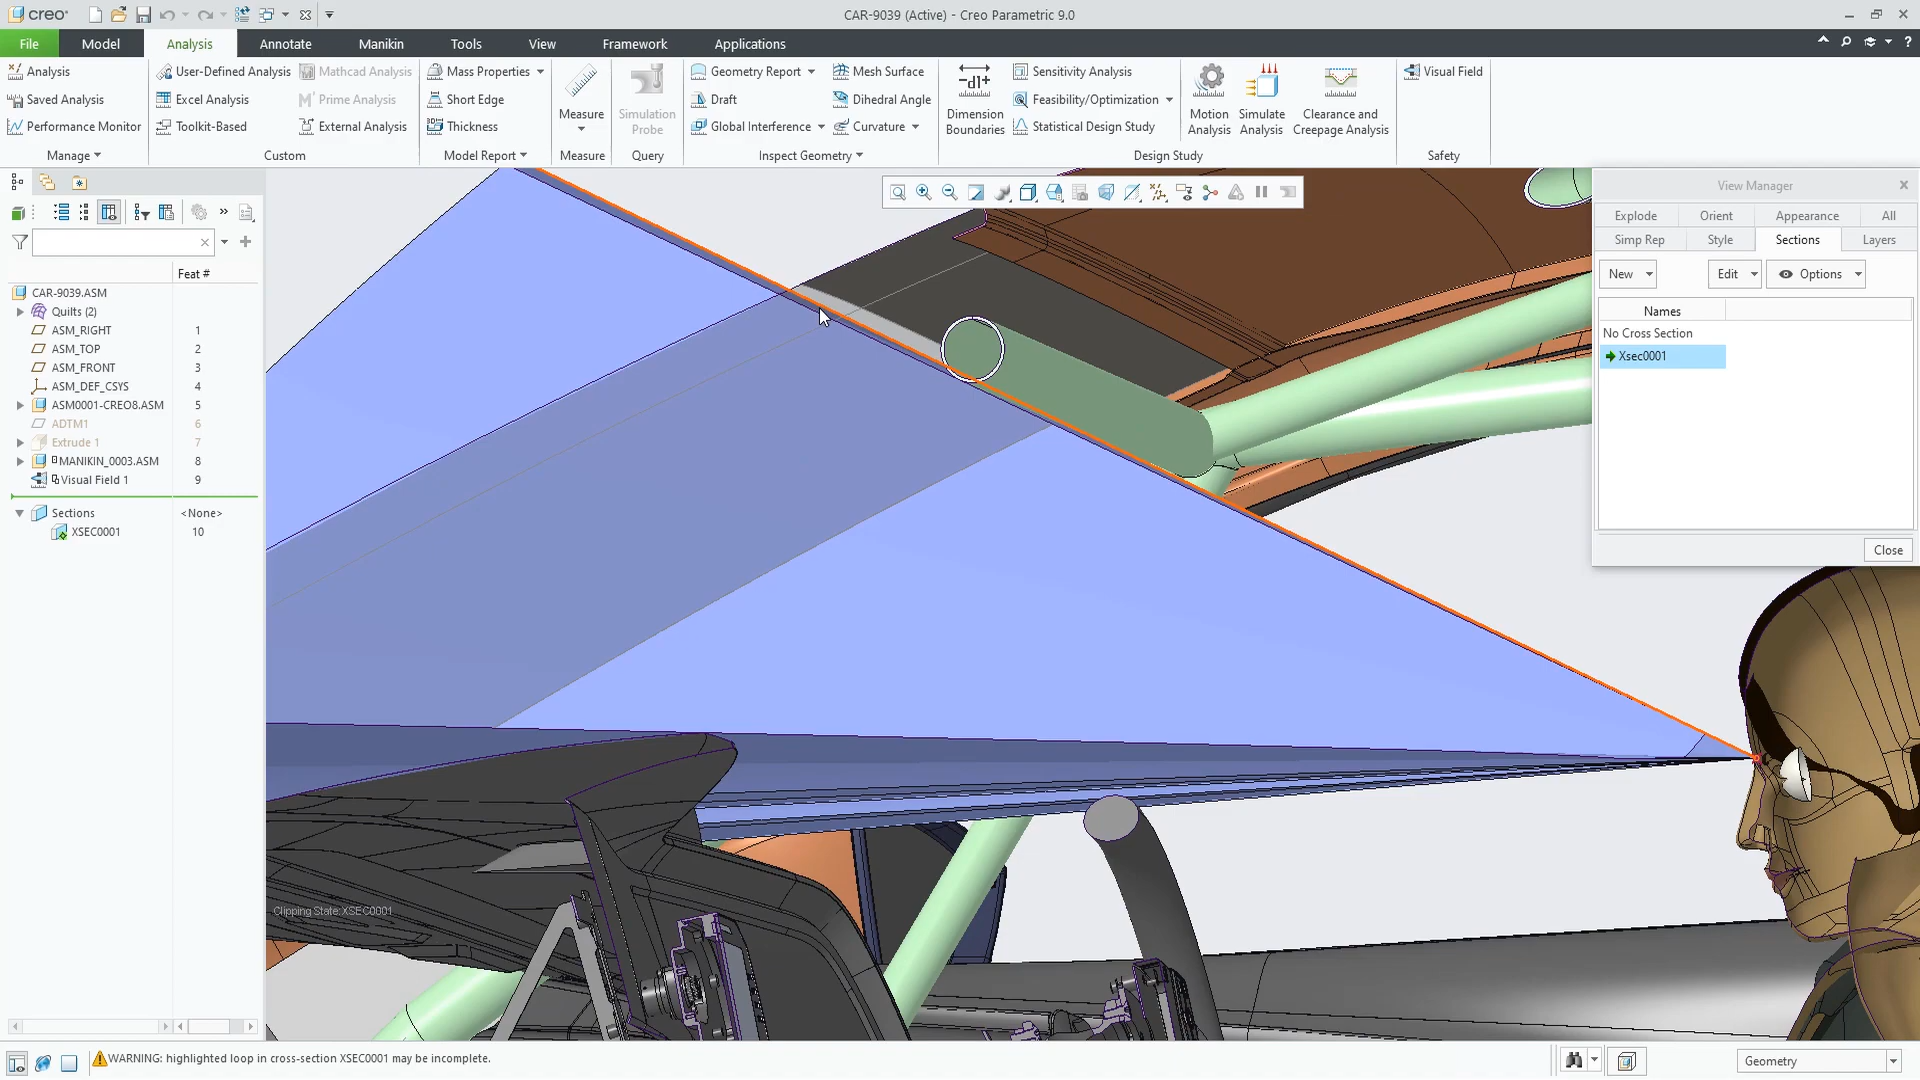 creo
CAR-9039 (Active) - Creo Parametric 9.0
File Model Analysis Annotate Manikin Tools View Framework Applications
Analysis User-Defined Analysis Mathcad Analysis Mass Properties Geometry Report Mesh Surface Sensitivity Analysis Visual Field
Saved Analysis Excel Analysis Prime Analysis Short Edge Draft Dihedral Angle Feasibility/Optimization
Performance Monitor Toolkit-Based External Analysis Thickness Global Interference Curvature Statistical Design Study
Measure
Simulation
Probe
Dimension
Boundaries
Motion
Analysis
Simulate
Analysis
Clearance and
Creepage Analysis
Manage Custom Model Report Measure Query Inspect Geometry Design Study Safety
Feat #
CAR-9039.ASM
Quilts (2)
ASM_RIGHT 1
ASM_TOP 2
ASM_FRONT 3
ASM_DEF_CSYS 4
ASM0001-CREO8.ASM 5
ADTM1 6
Extrude 1 7
MANIKIN_0003.ASM 8
Visual Field 1 9
Sections <None>
XSEC0001 10
View Manager
Explode Orient Appearance All
Simp Rep Style Sections Layers
New Edit Options
Names
No Cross Section
Xsec0001
Close
Clipping State:XSEC0001
WARNING: highlighted loop in cross-section XSEC0001 may be incomplete.
Geometry